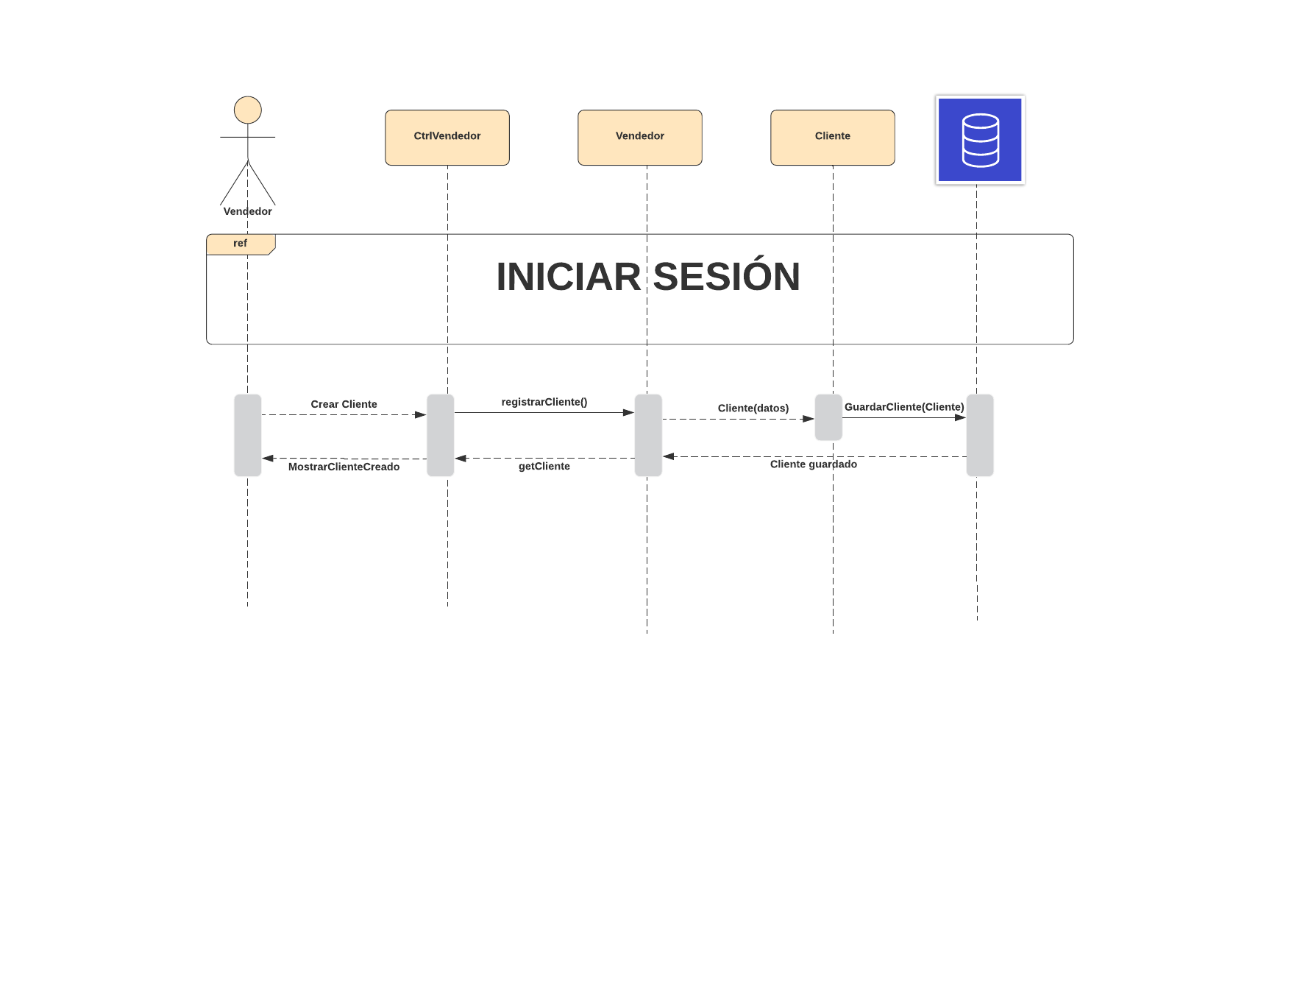 CtrlVendedor
Vendedor
Cliente
Vendedor
ref
INICIAR SESIÓN
Crear Cliente
registrarCliente()
Cliente(datos)
GuardarCliente(Cliente)
MostrarClienteCreado
getCliente
Cliente guardado